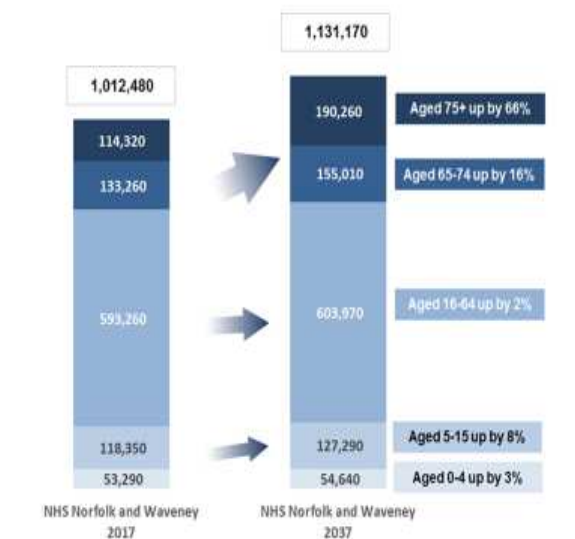 1,131,170
1,012,480
114,320
133,260
593,260
118,350
53,290
NHS Norfolk and Waveney
2017
190,260
155,010
603,970
127,290
54,640
NHS Norfolk and Waveney
2037
Aged 75+ up by 66%
Aged 65-74 up by 16%
Aged 16-64 up by 2%
Aged 5-15 up by 8%
Aged 0-4 up by 3%